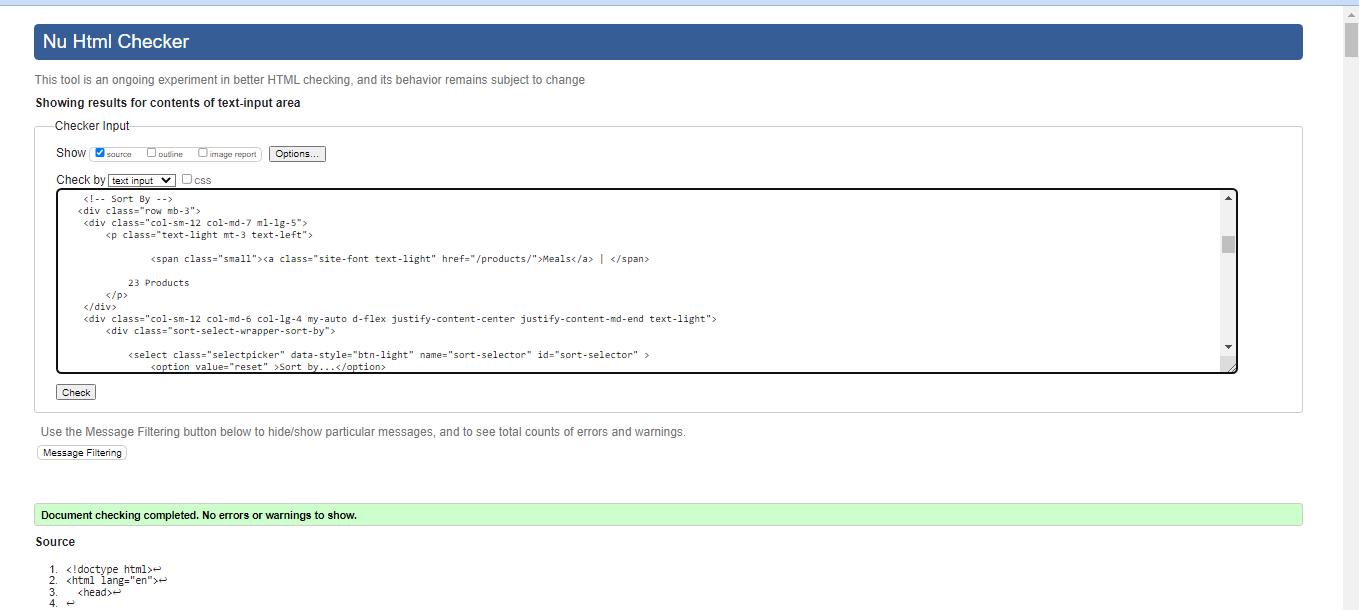 Nu Html Checker
This tool is an ongoing experiment in better HTML checking, and its behavior remains subject to change
Showing results for contents of text-input area
Checker Input
Show source outline image report Options...
Check by text input css
<!-- Sort By -->
<div class="row mb-3">
<div class="col-sm-12 col-md-7 ml-lg-5">
<p class="text-light mt-3 text-left">
<span class="small"><a class="site-font text-light" href="/products/">Meals</a> | </span>
23 Products
</p>
</div>
<div class="col-sm-12 col-md-6 col-lg-4 my-auto d-flex justify-content-center justify-content-md-end text-light">
<div class="sort-select-wrapper-sort-by">
<select class="selectpicker" data-style="btn-light" name="sort-selector" id="sort-selector" >
<option value="reset" >Sort by...</option>
Check
Use the Message Filtering button below to hide/show particular messages, and to see total counts of errors and warnings.
Message Filtering
Document checking completed. No errors or warnings to show.
Source
1. <!doctype html>↩
2. <html lang="en">↩
3. <head>↩
4. ↩